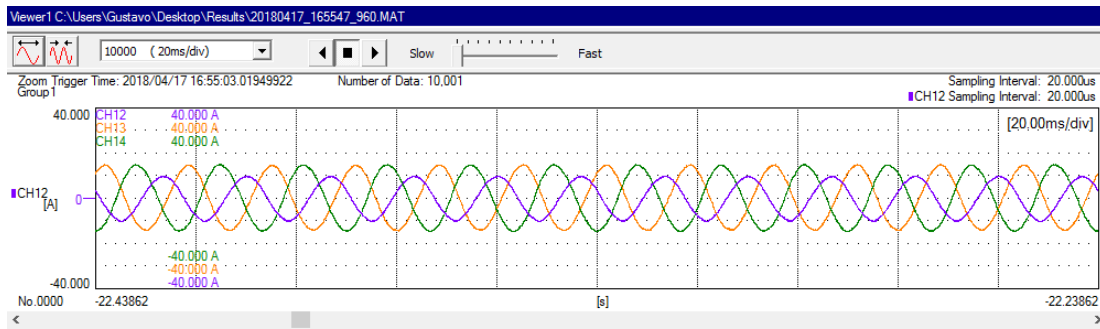 Viewer1 C:\Users\Gustavo\Desktop\Results\20180417_165547_960.MAT
10000 ( 20ms/div) Slow Fast
Zoom Trigger Time: 2018/04/17 16:55:03.01949922 Number of Data: 10,001 Sampling Interval: 20.000us
Group1 CH12 Sampling Interval: 20.000us
40.000 CH12 40.000 A
CH13 40.000 A [20.00ms/div]
CH14 40.000 A
CH12 0
[A]
-40.000 A
-40.000 A
-40.000 -40.000 A
No.0000 -22.43862 [s] -22.23862